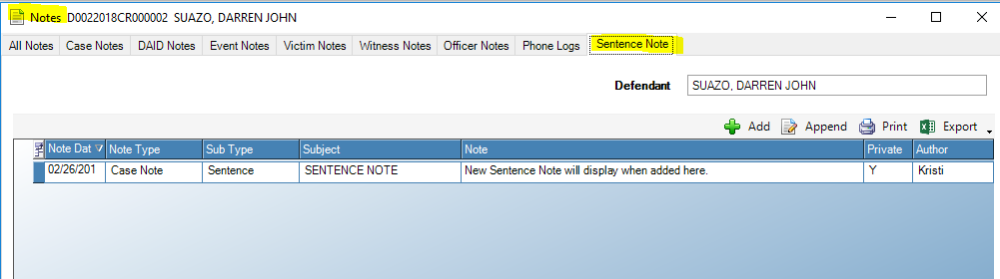 Notes D0022018CR000002 SUAZO, DARREN JOHN
All Notes Case Notes DAID Notes Event Notes Victim Notes Witness Notes Officer Notes Phone Logs Sentence Note
Defendant SUAZO, DARREN JOHN
Add Append Print Export
Note Dat Note Type Sub Type Subject Note Private Author
02/26/201 Case Note Sentence SENTENCE NOTE New Sentence Note will display when added here. Y Kristi